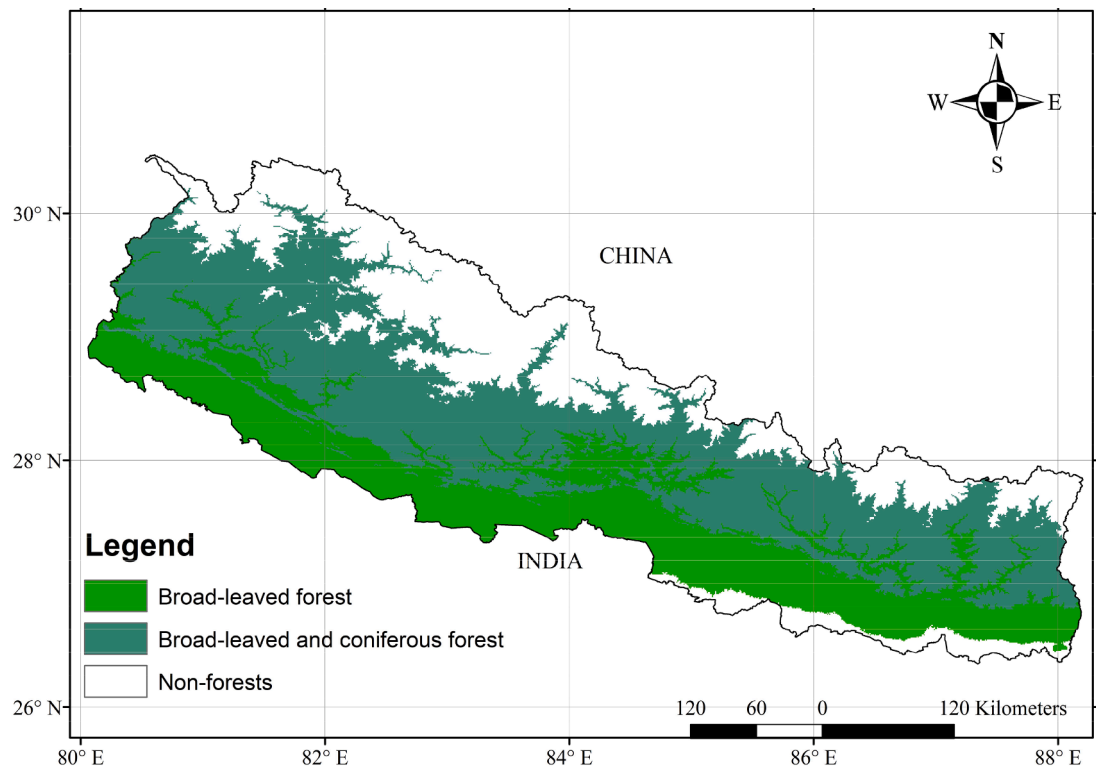 N
W E
S
30° N
CHINA
28° N
INDIA
Legend
Broad-leaved forest
Broad-leaved and coniferous forest
Non-forests
26° N
120 60 0 120 Kilometers
80° E 82° E 84° E 86° E 88° E